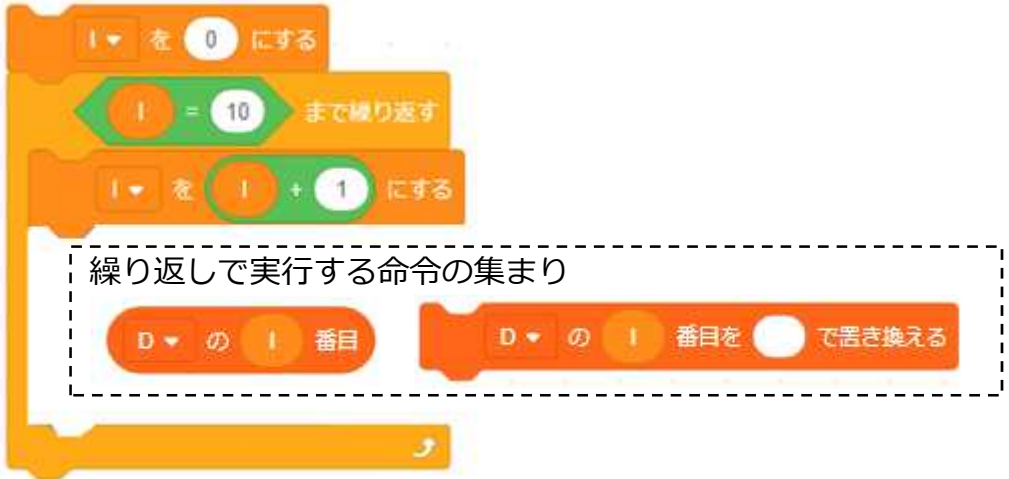 I を 0 にする
I = 10 まで繰り返す
I を I + 1 にする
繰り返しで実行する命令の集まり
D の I 番目
D の I 番目を で置き換える